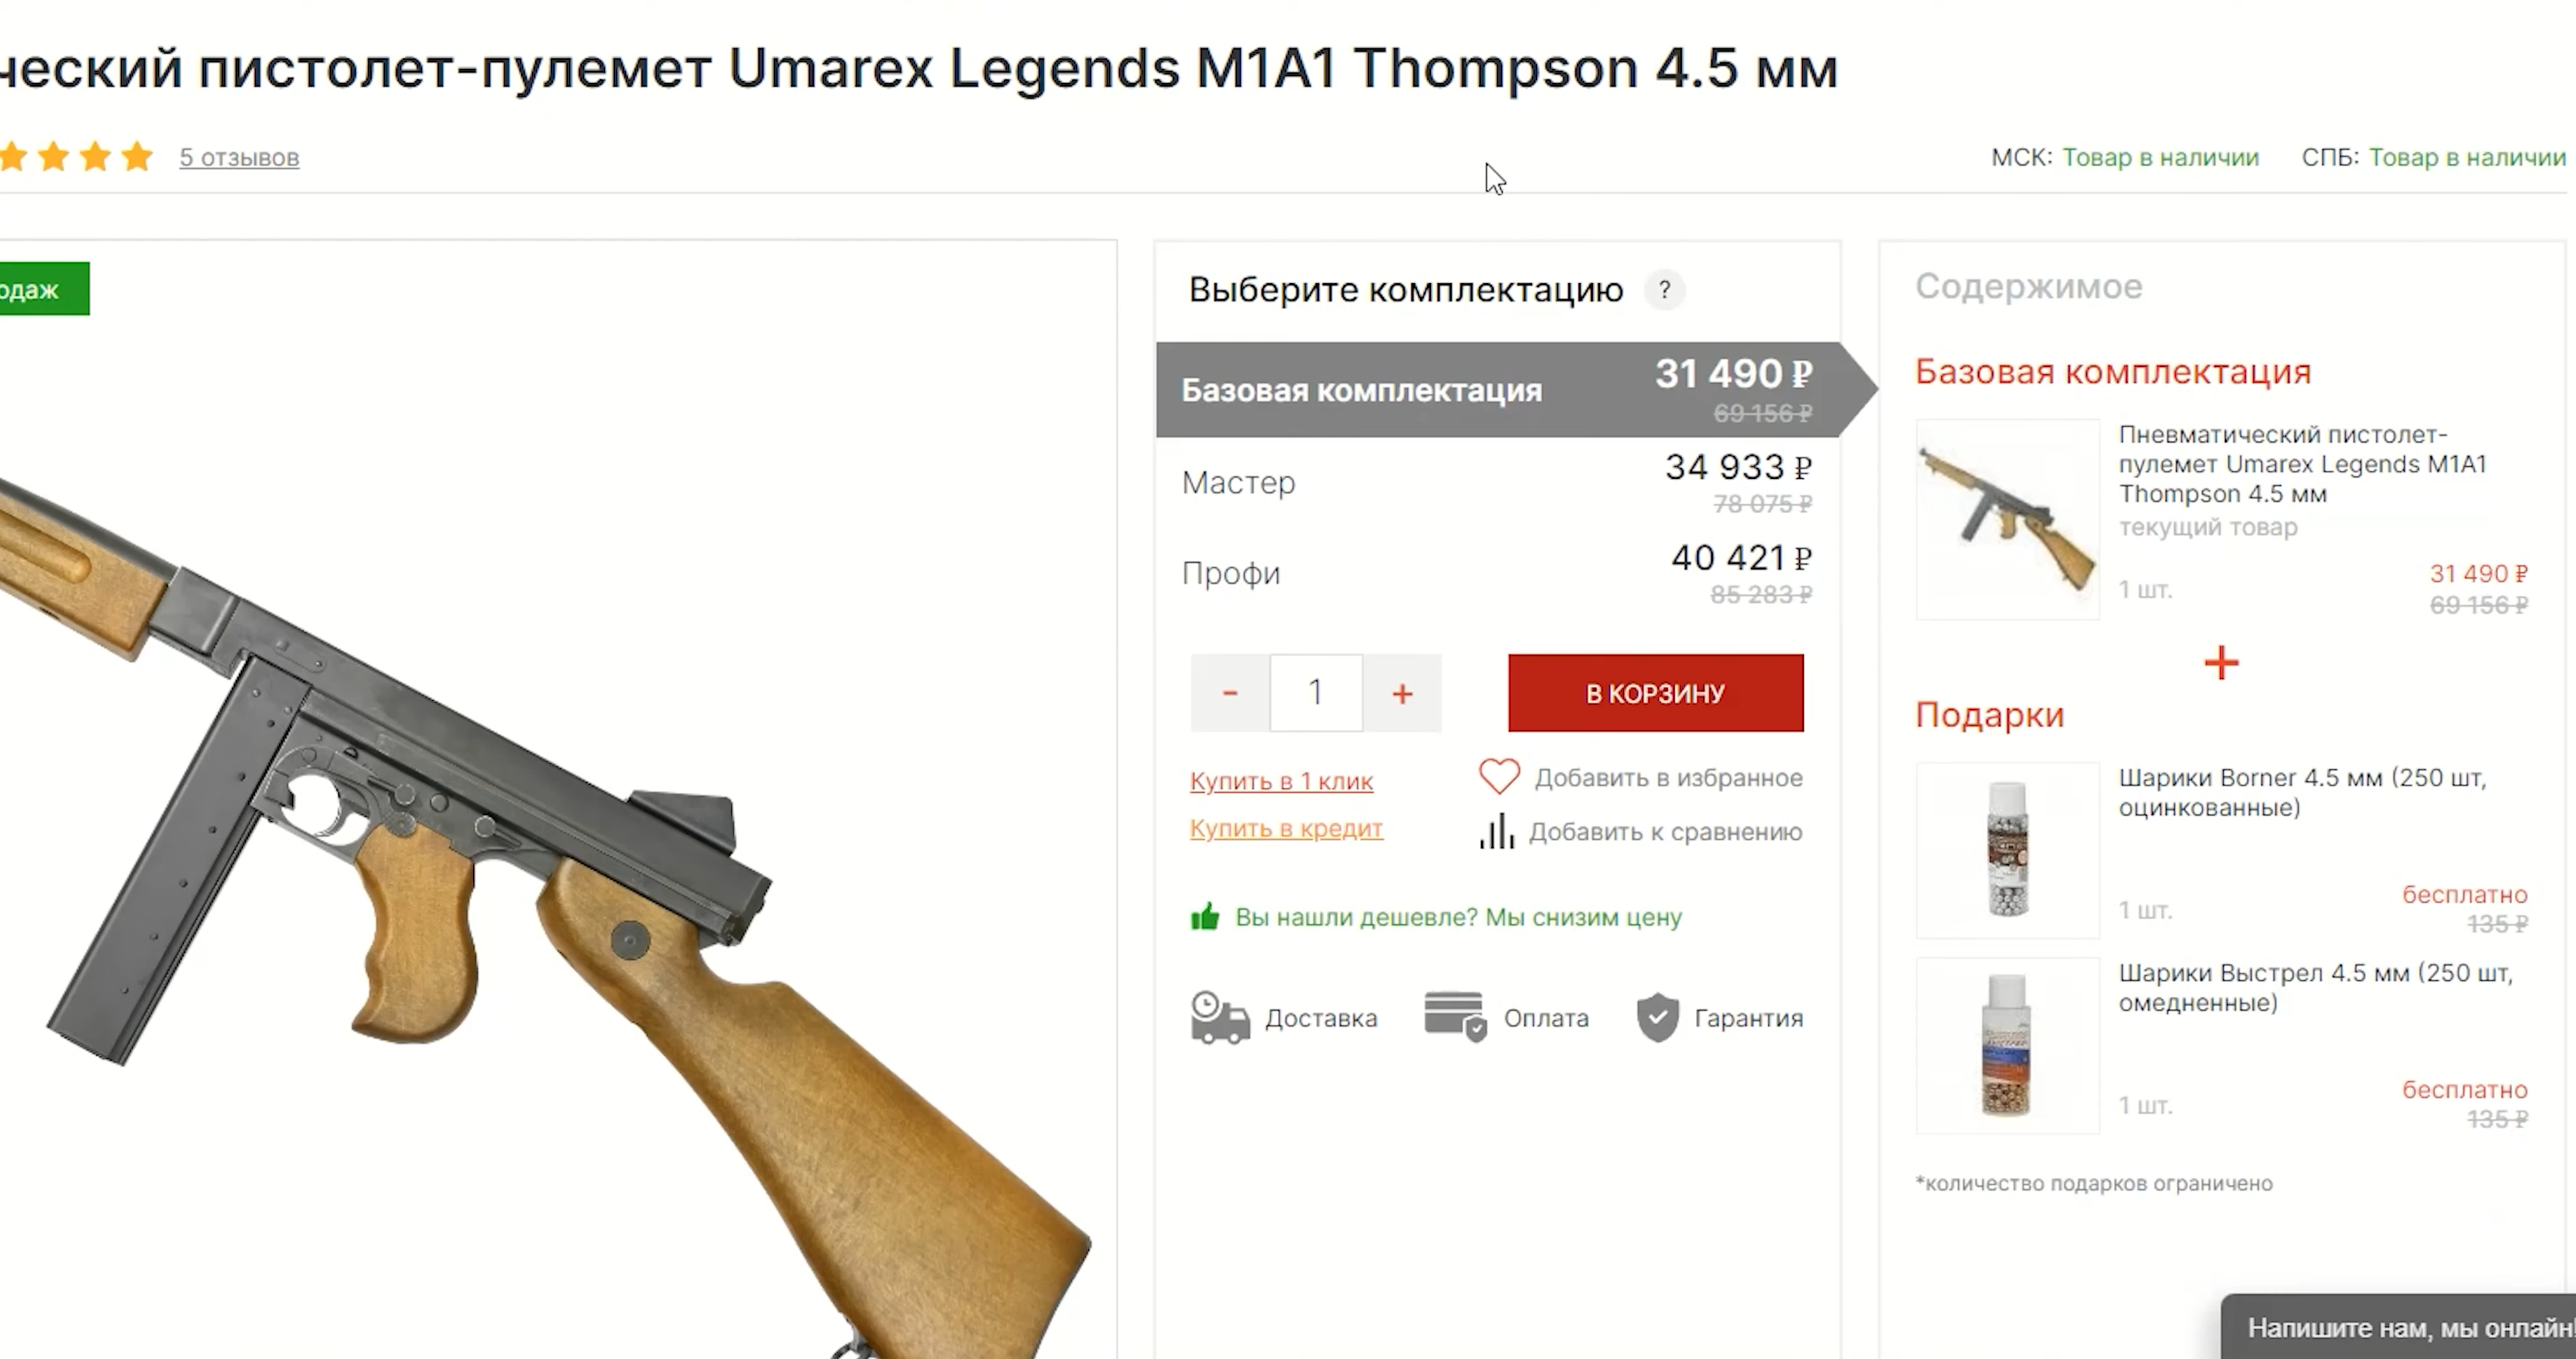 ческий пистолет-пулемет Umarex Legends M1A1 Thompson 4.5 мм
5 отзывов
МСК: Товар в наличии СПБ: Товар в наличии
одаж
Выберите комплектацию ?
Базовая комплектация 31 490 ₽
69 156 ₽
Мастер 34 933 ₽
78 075 ₽
Профи 40 421 ₽
85 283 ₽
- 1 + В КОРЗИНУ
Купить в 1 клик Добавить в избранное
Купить в кредит Добавить к сравнению
Вы нашли дешевле? Мы снизим цену
Доставка Оплата Гарантия
Содержимое
Базовая комплектация
Пневматический пистолет-
пулемет Umarex Legends M1A1
Thompson 4.5 мм
текущий товар
1 шт. 31 490 ₽
69 156 ₽
+
Подарки
Шарики Borner 4.5 мм (250 шт,
оцинкованные)
1 шт. бесплатно
135 ₽
Шарики Выстрел 4.5 мм (250 шт,
омедненные)
1 шт. бесплатно
135 ₽
*количество подарков ограничено
Напишите нам, мы онлайн!